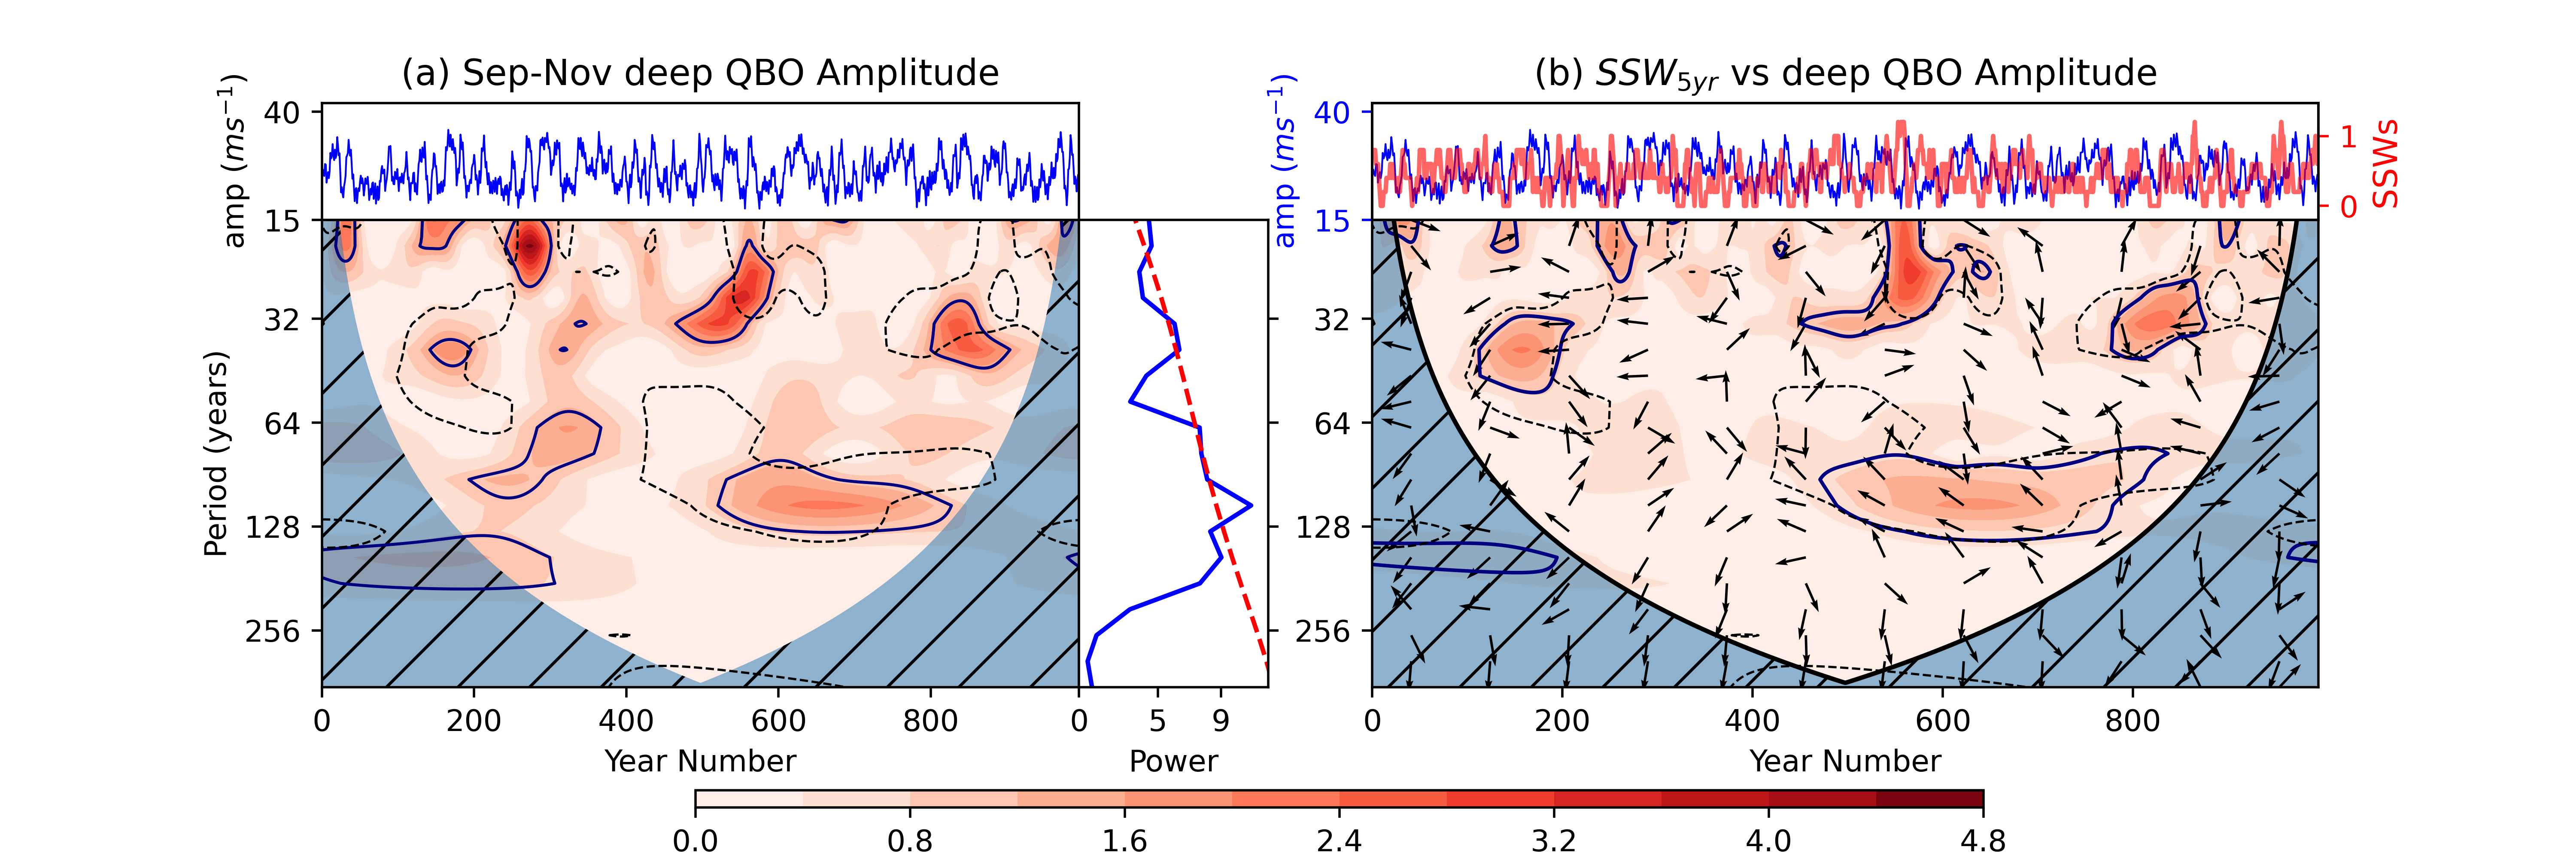 (a) Sep-Nov deep QBO Amplitude
(b) SSW5yr vs deep QBO Amplitude
amp (ms−1)
40
15
32
64
128
256
Period (years)
0 200 400 600 800
Year Number
0 5 9
Power
amp (ms−1)
40
15
32
64
128
256
1
0
SSWs
0 200 400 600 800
Year Number
0.0 0.8 1.6 2.4 3.2 4.0 4.8